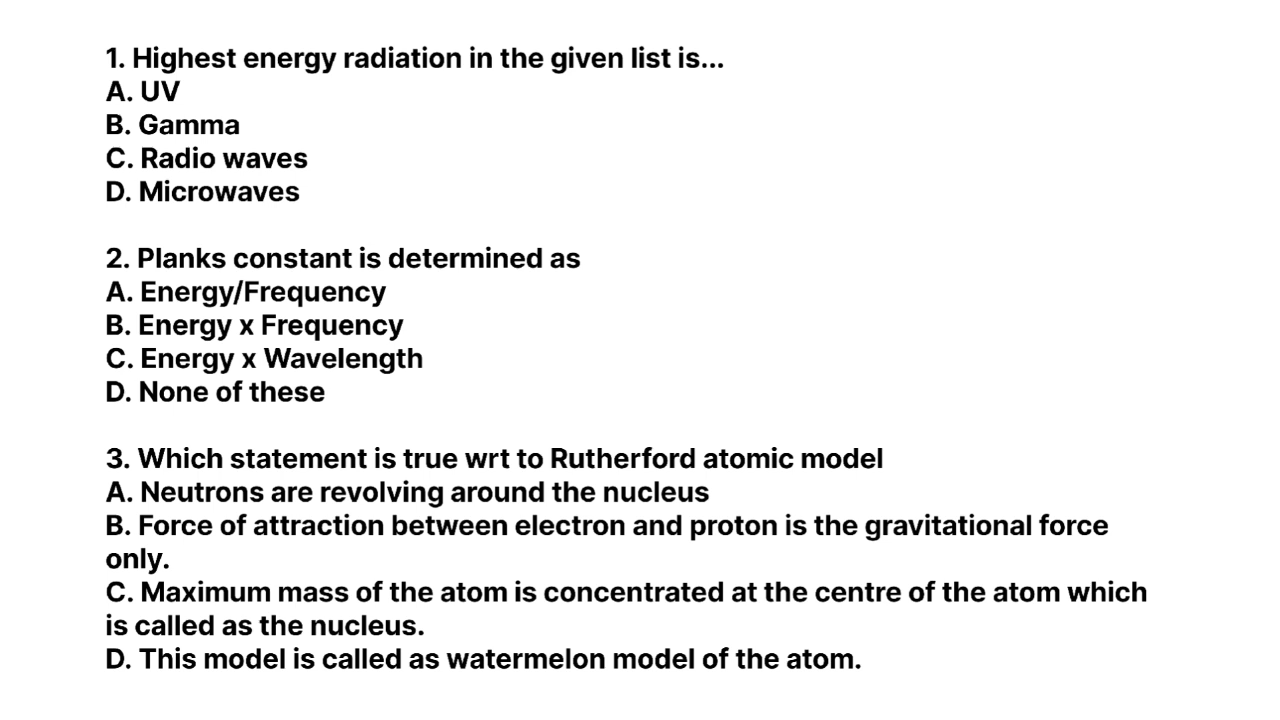 1. Highest energy radiation in the given list is...
A. UV
B. Gamma
C. Radio waves
D. Microwaves
2. Planks constant is determined as
A. Energy/Frequency
B. Energy x Frequency
C. Energy x Wavelength
D. None of these
3. Which statement is true wrt to Rutherford atomic model
A. Neutrons are revolving around the nucleus
B. Force of attraction between electron and proton is the gravitational force
only.
C. Maximum mass of the atom is concentrated at the centre of the atom which
is called as the nucleus.
D. This model is called as watermelon model of the atom.